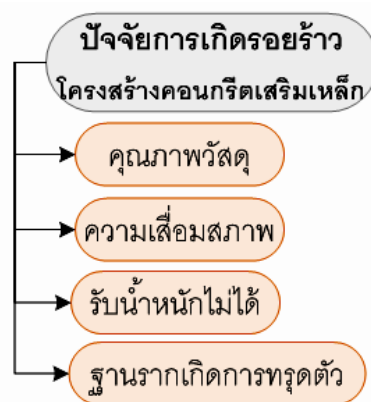 ปัจจัยการเกิดรอยร้าว
โครงสร้างคอนกรีตเสริมเหล็ก
คุณภาพวัสดุ
ความเสื่อมสภาพ
รับน้ำหนักไม่ได้
ฐานรากเกิดการทรุดตัว